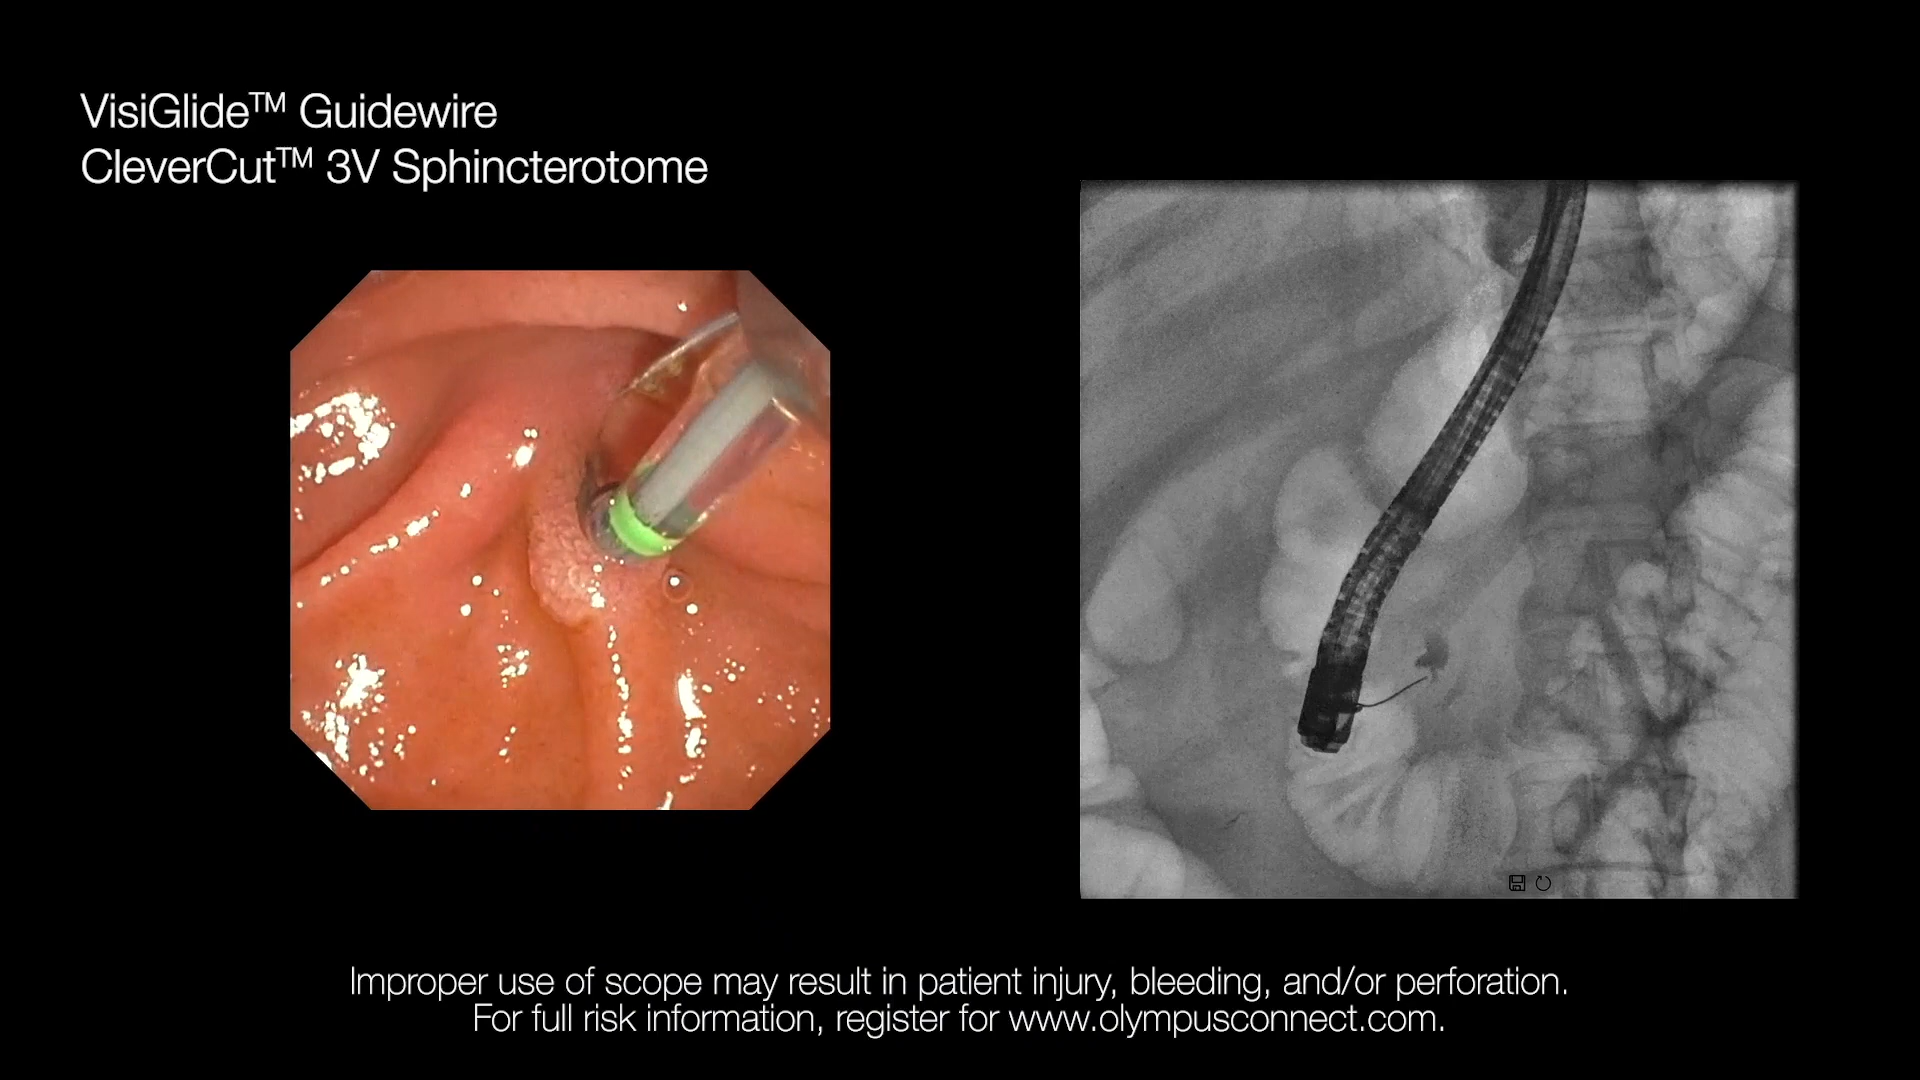 VisiGlide™ Guidewire
CleverCut™ 3V Sphincterotome
Improper use of scope may result in patient injury, bleeding, and/or perforation.
For full risk information, register for www.olympusconnect.com.